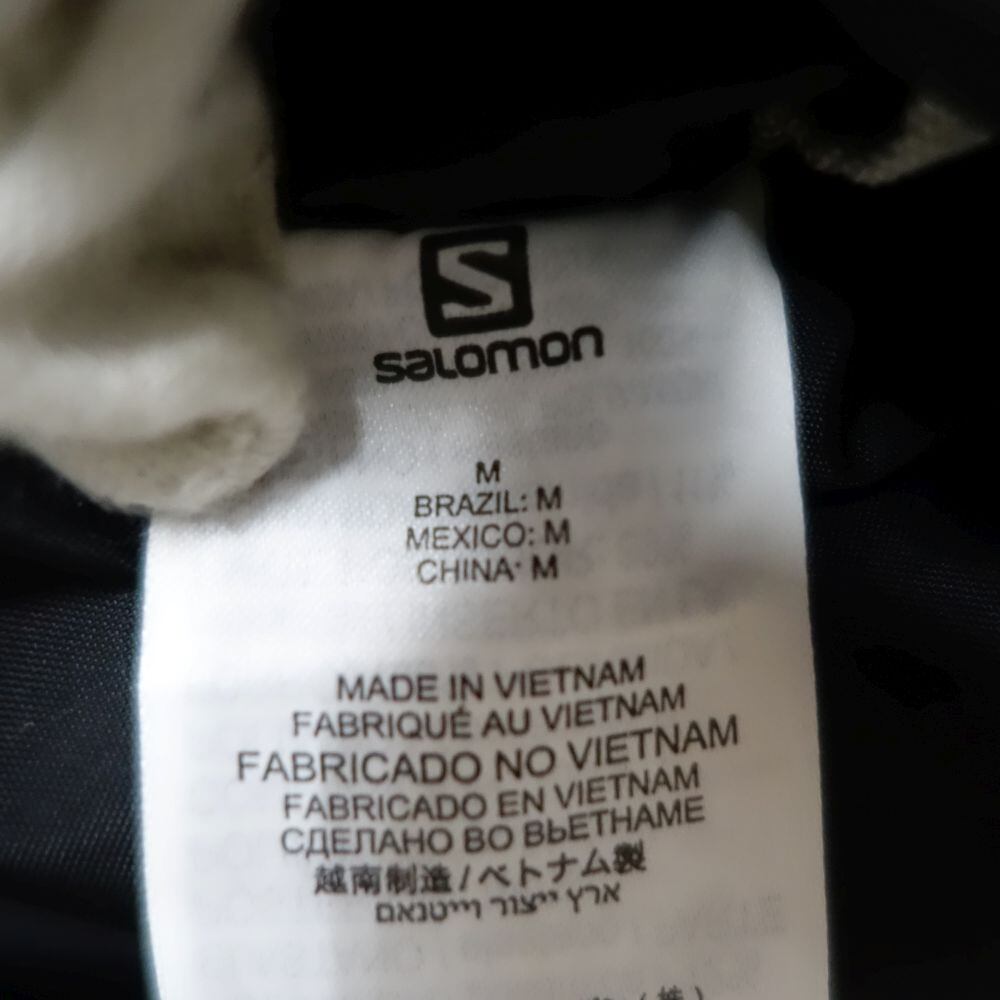 S
SALOMON
M
BRAZIL: M
MEXICO: M
CHINA: M
MADE IN VIETNAM
FABRIQUÉ AU VIETNAM
FABRICADO NO VIETNAM
FABRICADO EN VIETNAM
СДЕЛАНО ВО ВЬЕТНАМЕ
越南制造/ベトナム製
ארץ ייצור וייטנאם
(株)